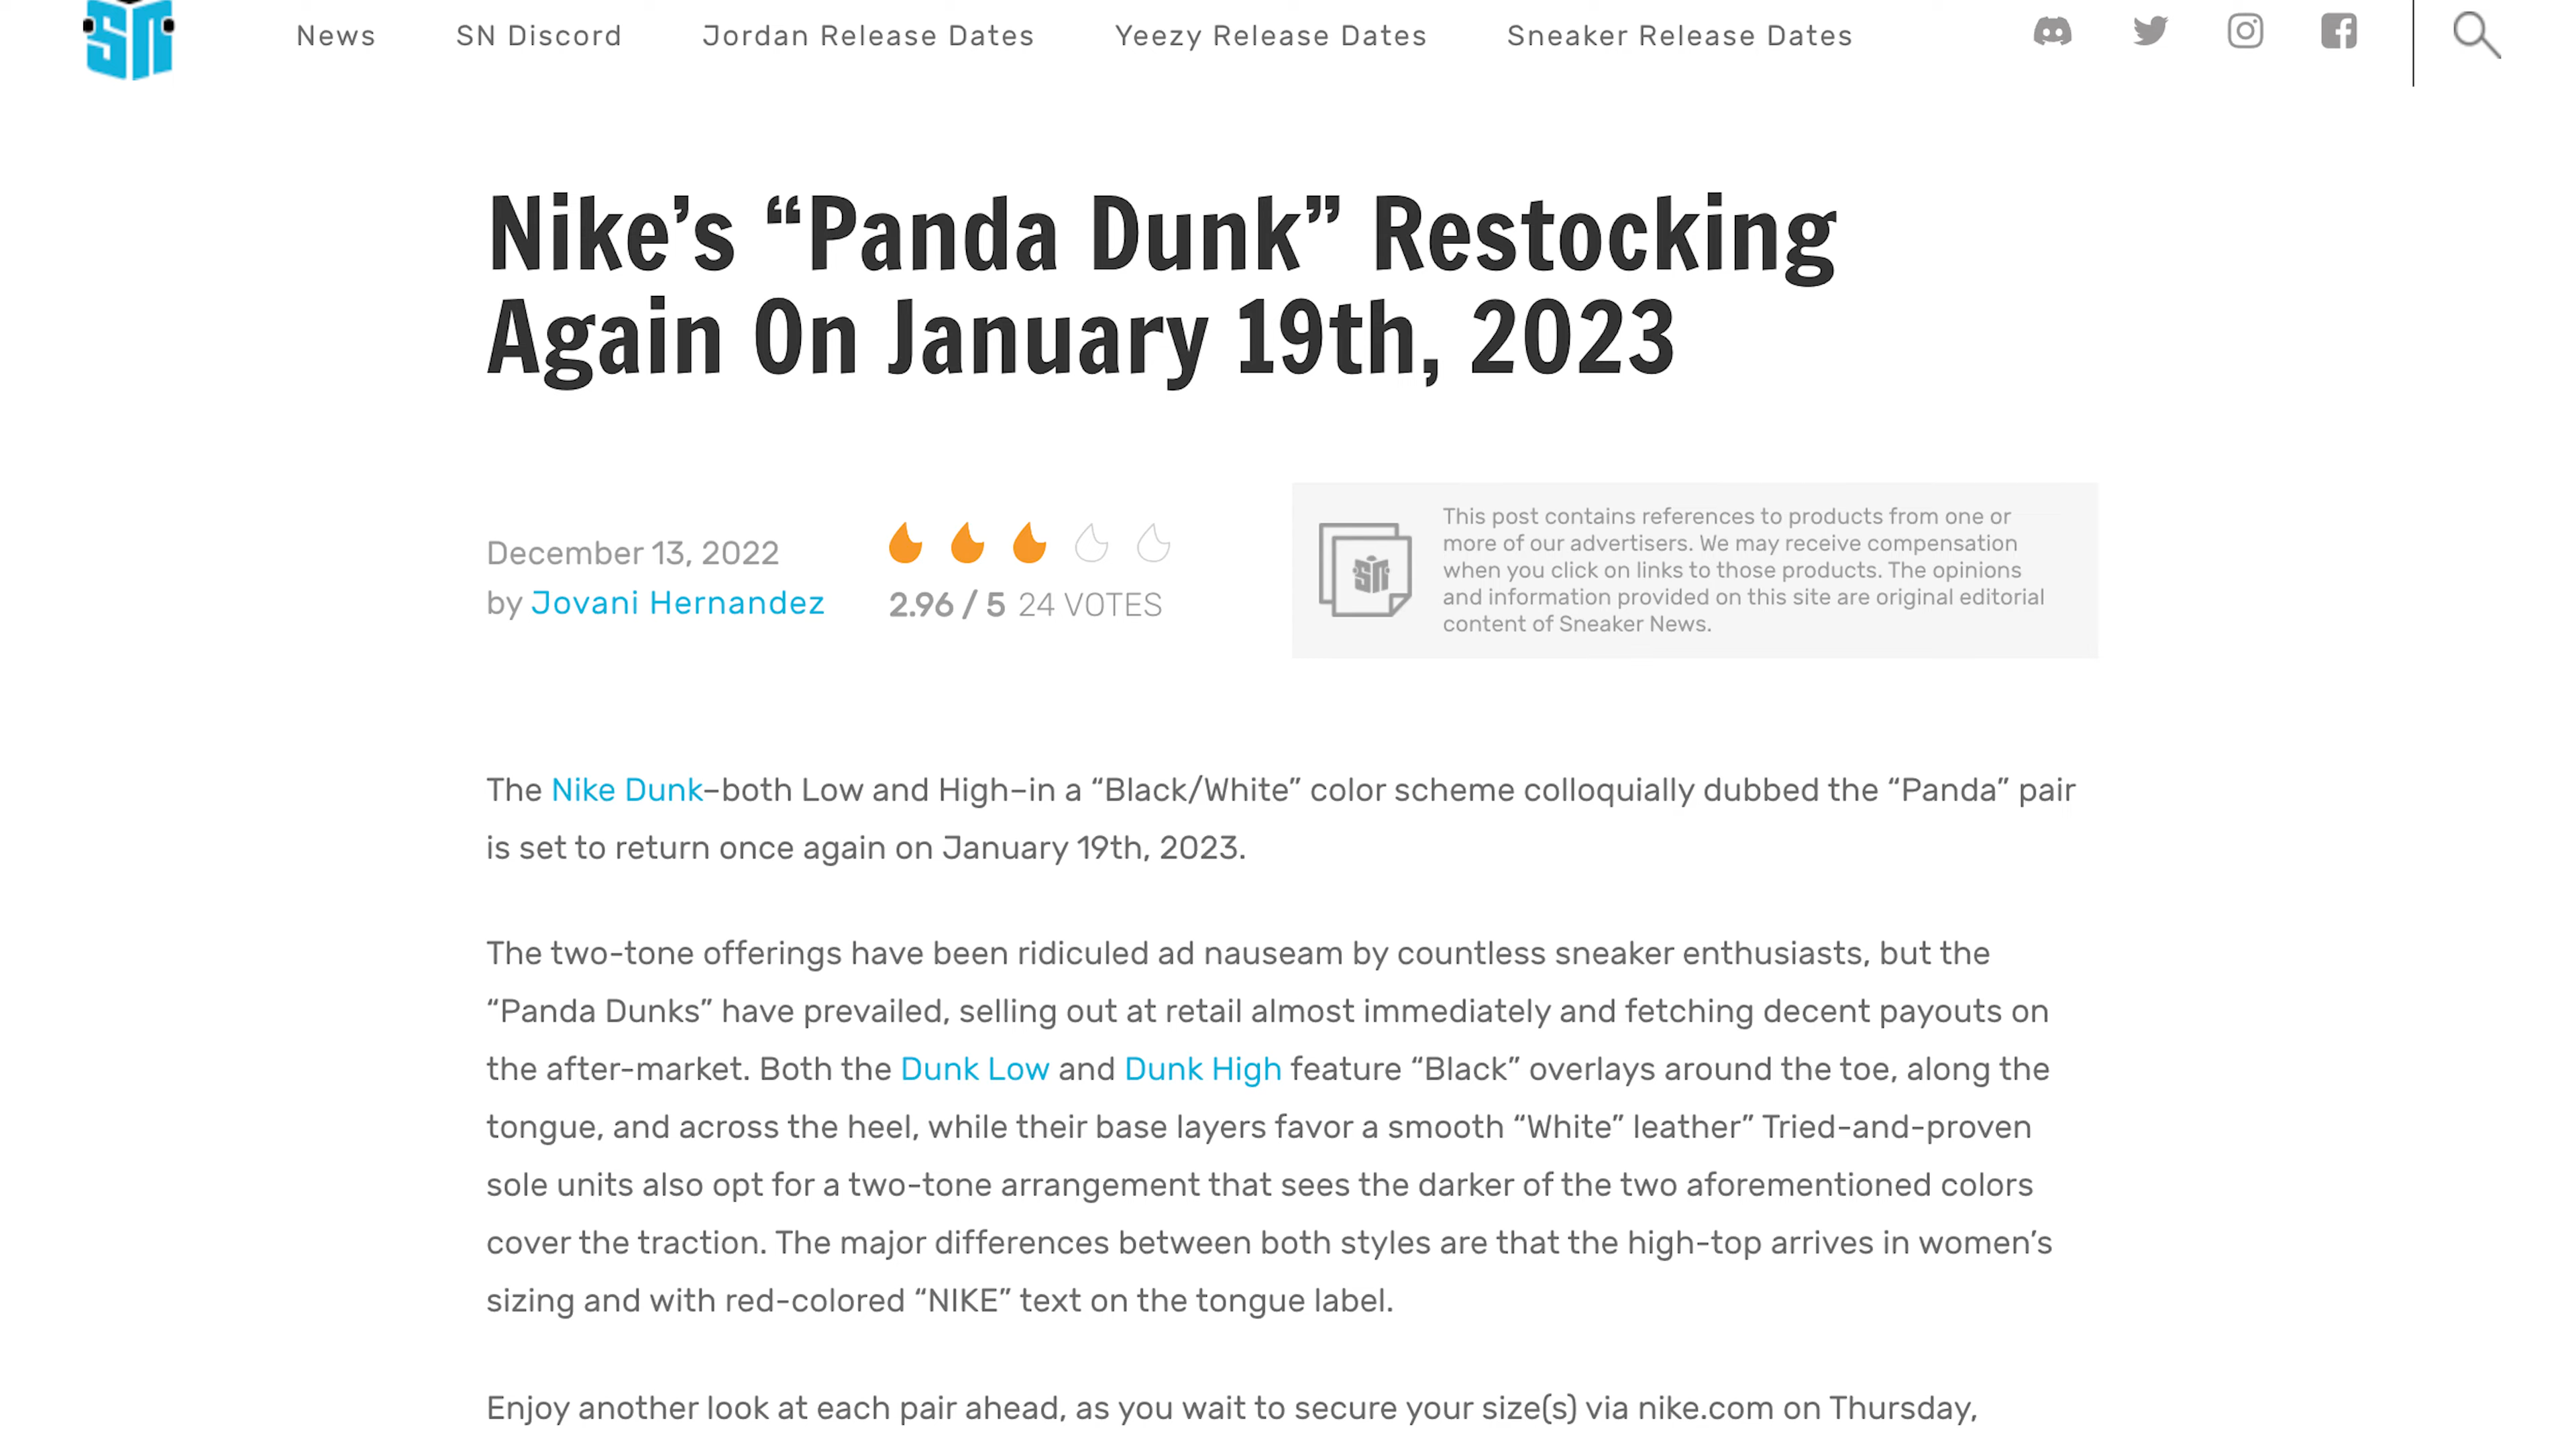 SN
News SN Discord Jordan Release Dates Yeezy Release Dates Sneaker Release Dates
Nike’s “Panda Dunk” Restocking
Again On January 19th, 2023
December 13, 2022
by Jovani Hernandez
2.96 / 5 24 VOTES
SN
This post contains references to products from one or
more of our advertisers. We may receive compensation
when you click on links to those products. The opinions
and information provided on this site are original editorial
content of Sneaker News.
The Nike Dunk–both Low and High–in a “Black/White” color scheme colloquially dubbed the “Panda” pair
is set to return once again on January 19th, 2023.
The two-tone offerings have been ridiculed ad nauseam by countless sneaker enthusiasts, but the
“Panda Dunks” have prevailed, selling out at retail almost immediately and fetching decent payouts on
the after-market. Both the Dunk Low and Dunk High feature “Black” overlays around the toe, along the
tongue, and across the heel, while their base layers favor a smooth “White” leather” Tried-and-proven
sole units also opt for a two-tone arrangement that sees the darker of the two aforementioned colors
cover the traction. The major differences between both styles are that the high-top arrives in women’s
sizing and with red-colored “NIKE” text on the tongue label.
Enjoy another look at each pair ahead, as you wait to secure your size(s) via nike.com on Thursday,